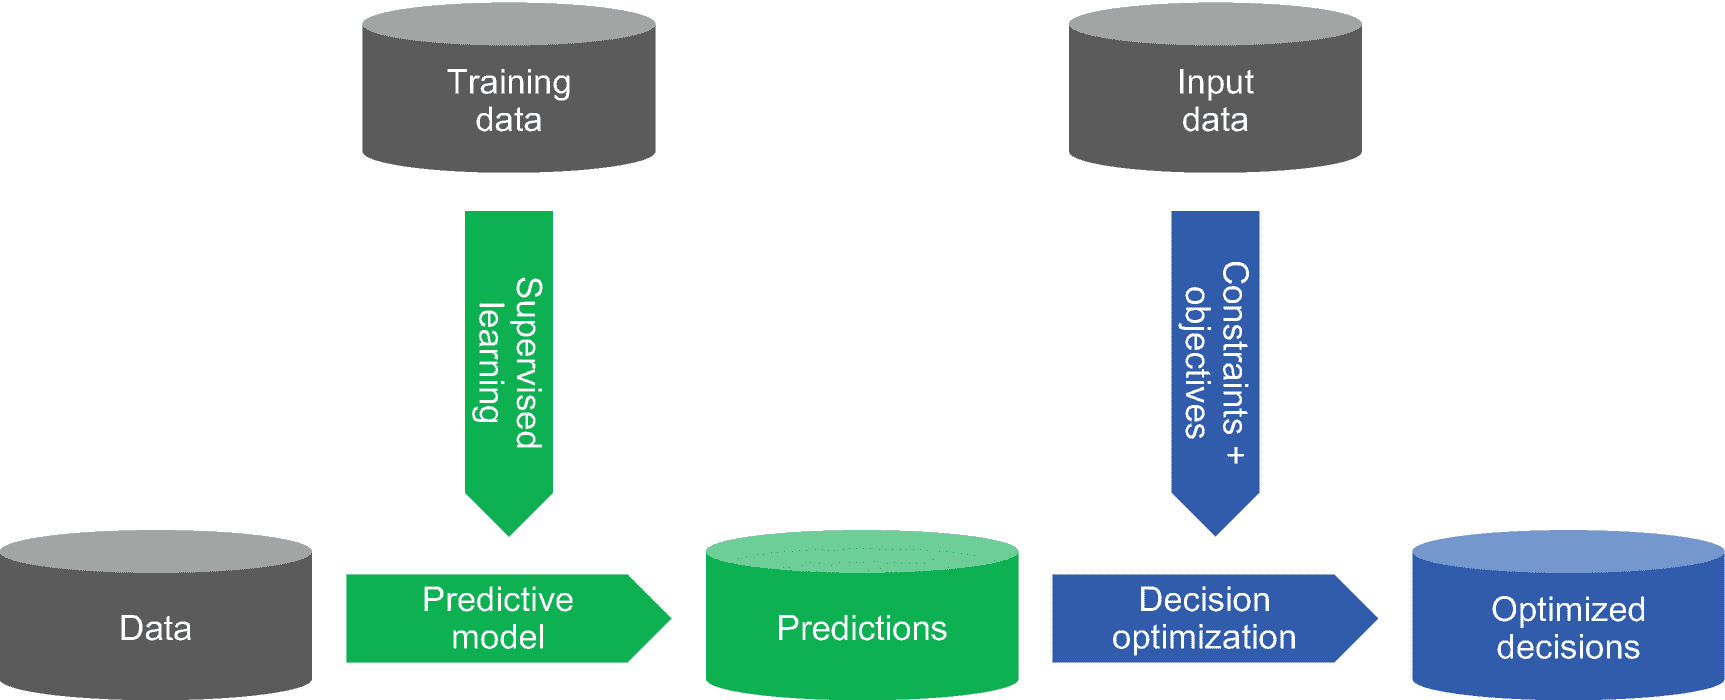 Training
data
Input
data
Supervised
learning
Constraints +
objectives
Data
Predictive
model
Predictions
Decision
optimization
Optimized
decisions